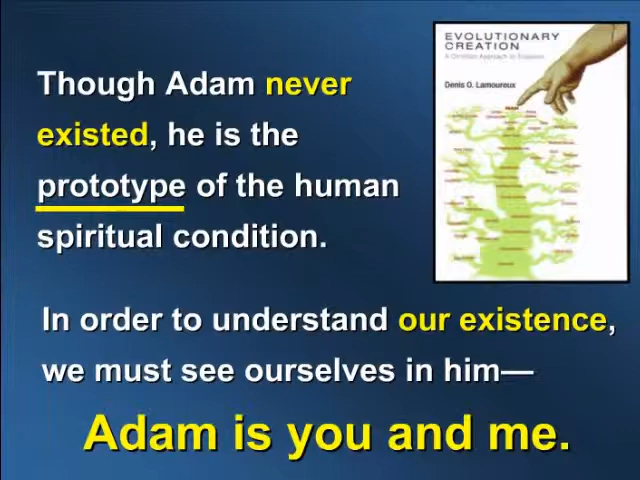 EVOLUTIONARY
CREATION
A Christian Approach to Evolution
Denis O. Lamoureux
Though Adam never
existed, he is the
prototype of the human
spiritual condition.
In order to understand our existence,
we must see ourselves in him—
Adam is you and me.